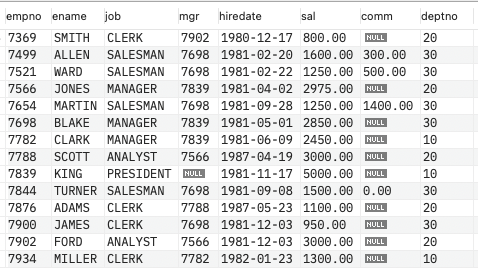 empno ename job mgr hiredate sal comm deptno
7369 SMITH CLERK 7902 1980-12-17 800.00 NULL 20
7499 ALLEN SALESMAN 7698 1981-02-20 1600.00 300.00 30
7521 WARD SALESMAN 7698 1981-02-22 1250.00 500.00 30
7566 JONES MANAGER 7839 1981-04-02 2975.00 NULL 20
7654 MARTIN SALESMAN 7698 1981-09-28 1250.00 1400.00 30
7698 BLAKE MANAGER 7839 1981-05-01 2850.00 NULL 30
7782 CLARK MANAGER 7839 1981-06-09 2450.00 NULL 10
7788 SCOTT ANALYST 7566 1987-04-19 3000.00 NULL 20
7839 KING PRESIDENT NULL 1981-11-17 5000.00 NULL 10
7844 TURNER SALESMAN 7698 1981-09-08 1500.00 0.00 30
7876 ADAMS CLERK 7788 1987-05-23 1100.00 NULL 20
7900 JAMES CLERK 7698 1981-12-03 950.00 NULL 30
7902 FORD ANALYST 7566 1981-12-03 3000.00 NULL 20
7934 MILLER CLERK 7782 1982-01-23 1300.00 NULL 10